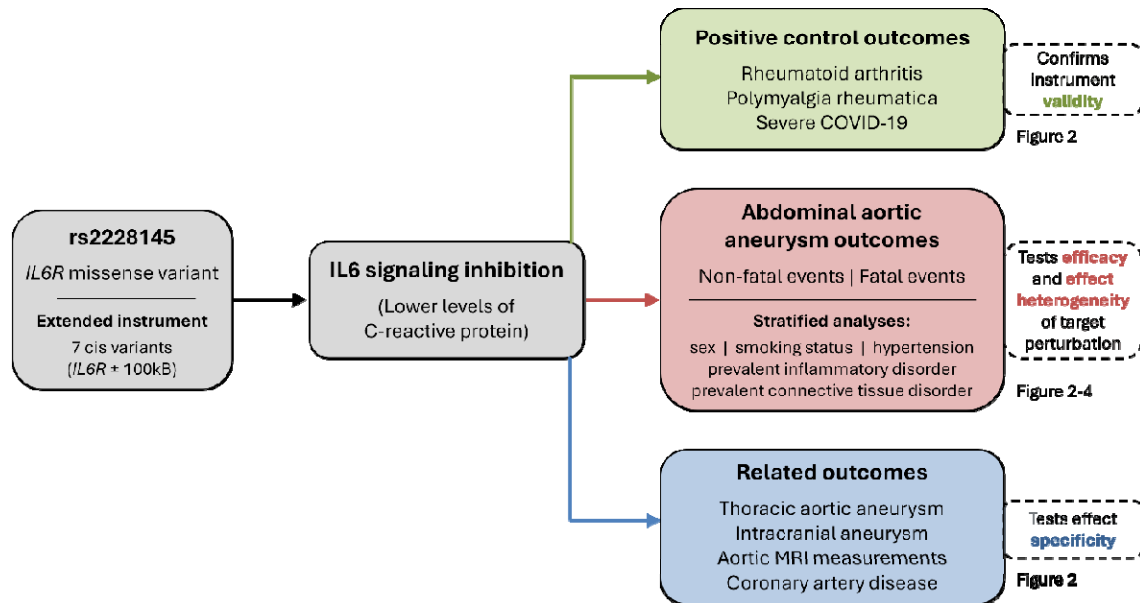 rs2228145
IL6R missense variant
Extended instrument
7 cis variants
(IL6R ± 100kB)
IL6 signaling inhibition
(Lower levels of
C-reactive protein)
Positive control outcomes
Rheumatoid arthritis
Polymyalgia rheumatica
Severe COVID-19
Confirms
instrument
validity
Figure 2
Abdominal aortic
aneurysm outcomes
Non-fatal events | Fatal events
Stratified analyses:
sex | smoking status | hypertension
prevalent inflammatory disorder
prevalent connective tissue disorder
Tests efficacy
and effect
heterogeneity
of target
perturbation
Figure 2-4
Related outcomes
Thoracic aortic aneurysm
Intracranial aneurysm
Aortic MRI measurements
Coronary artery disease
Tests effect
specificity
Figure 2